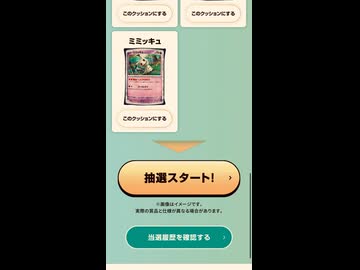 このクッションにする
このクッションにする
ミミッキュ
このクッションにする
抽選スタート!
※画像はイメージです。
実際の賞品と仕様が異なる場合があります。
当選履歴を確認する